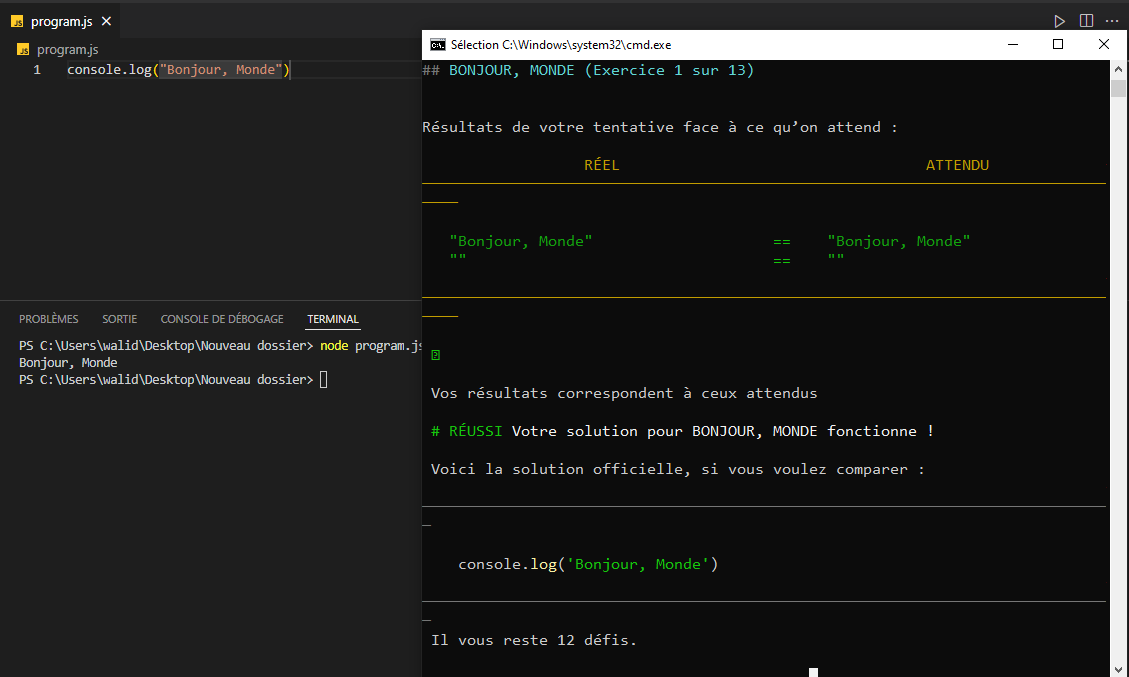 JS program.js
JS program.js
1 console.log("Bonjour, Monde")
PROBLÈMES SORTIE CONSOLE DE DÉBOGAGE TERMINAL
PS C:\Users\walid\Desktop\Nouveau dossier> node program.js
Bonjour, Monde
PS C:\Users\walid\Desktop\Nouveau dossier>
C:\. Sélection C:\Windows\system32\cmd.exe
## BONJOUR, MONDE (Exercice 1 sur 13)
Résultats de votre tentative face à ce qu’on attend :
RÉEL ATTENDU
"Bonjour, Monde" == "Bonjour, Monde"
"" == ""
Vos résultats correspondent à ceux attendus
# RÉUSSI Votre solution pour BONJOUR, MONDE fonctionne !
Voici la solution officielle, si vous voulez comparer :
console.log('Bonjour, Monde')
Il vous reste 12 défis.